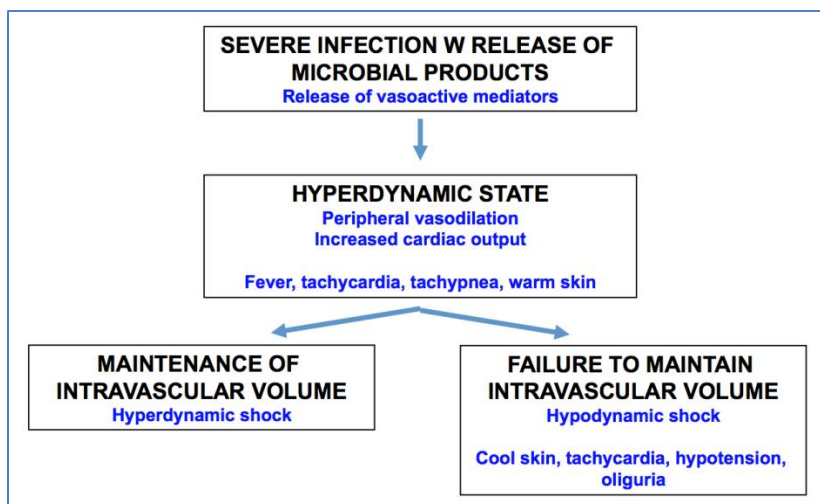 SEVERE INFECTION W RELEASE OF
MICROBIAL PRODUCTS
Release of vasoactive mediators
HYPERDYNAMIC STATE
Peripheral vasodilation
Increased cardiac output
Fever, tachycardia, tachypnea, warm skin
MAINTENANCE OF
INTRAVASCULAR VOLUME
Hyperdynamic shock
FAILURE TO MAINTAIN
INTRAVASCULAR VOLUME
Hypodynamic shock
Cool skin, tachycardia, hypotension,
oliguria